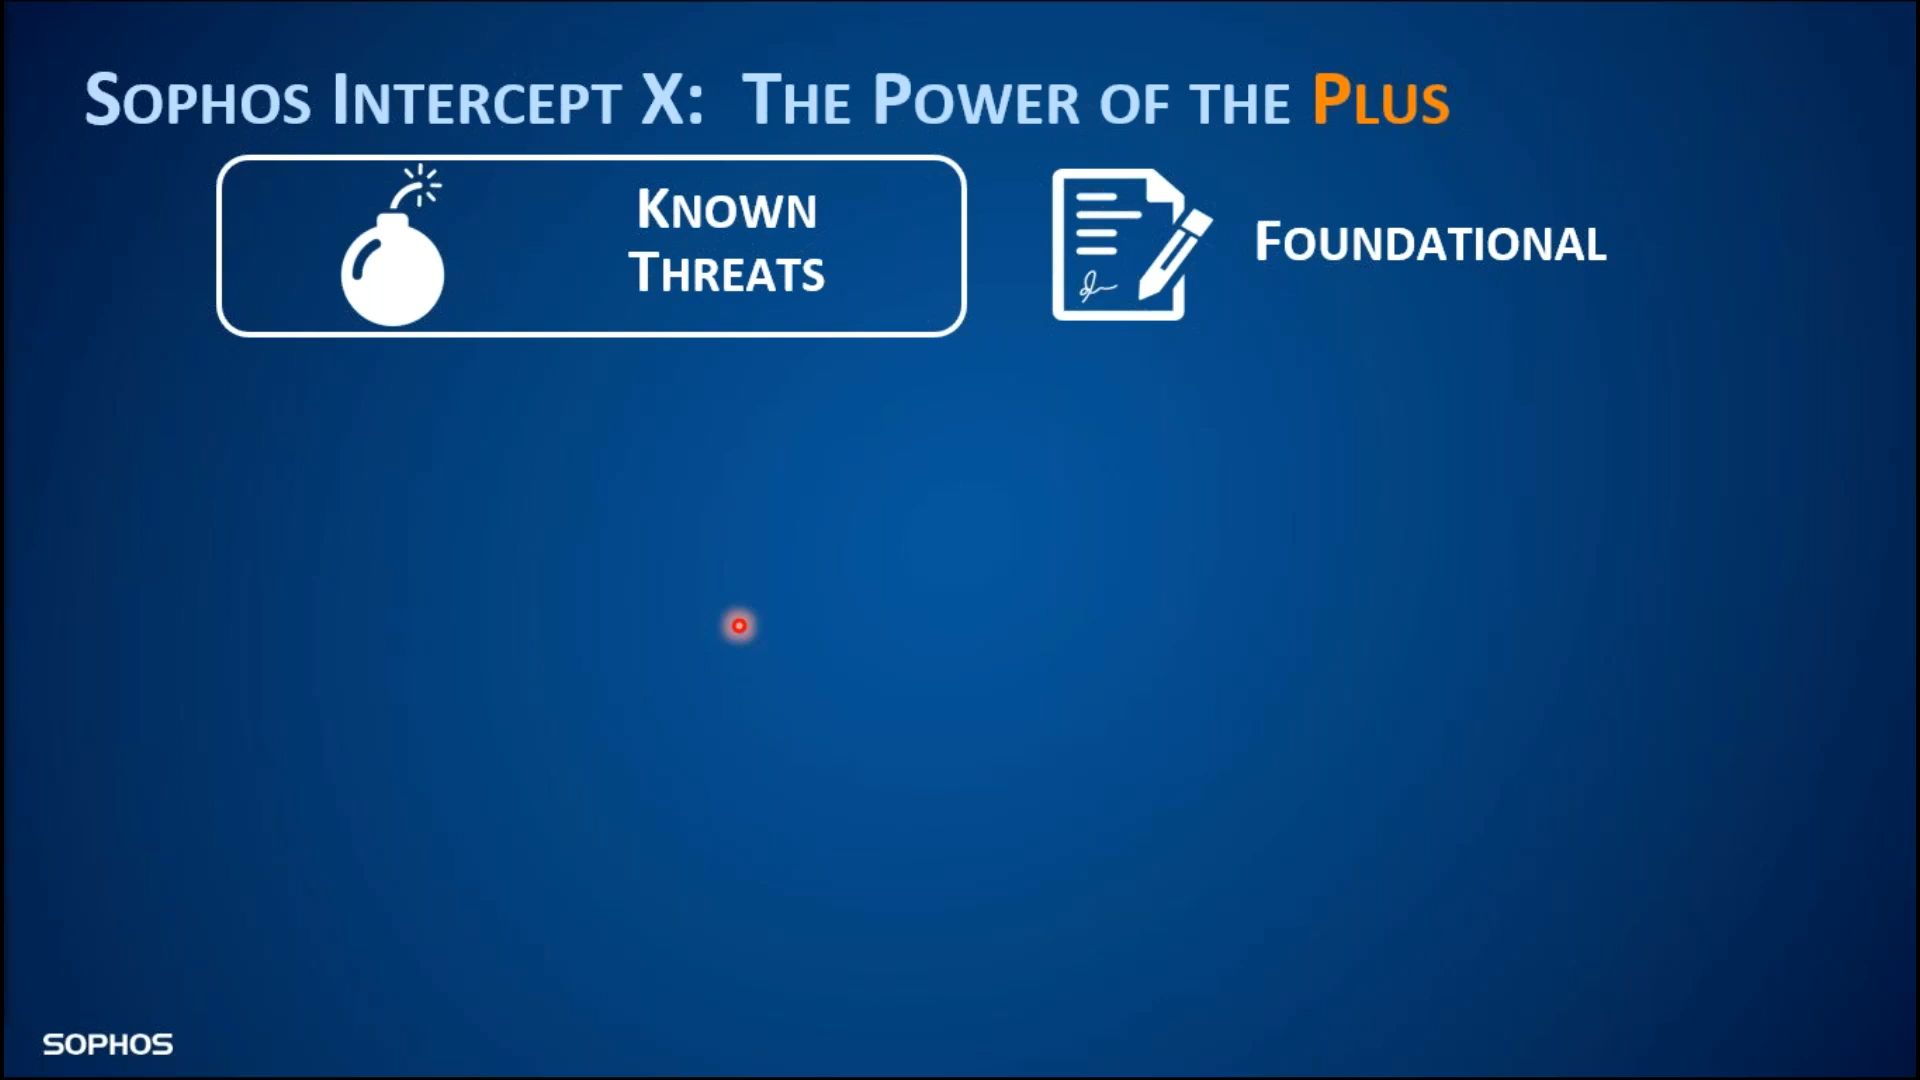 SOPHOS INTERCEPT X: THE POWER OF THE PLUS
KNOWN
THREATS
FOUNDATIONAL
SOPHOS